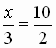 x/3 = 10/2